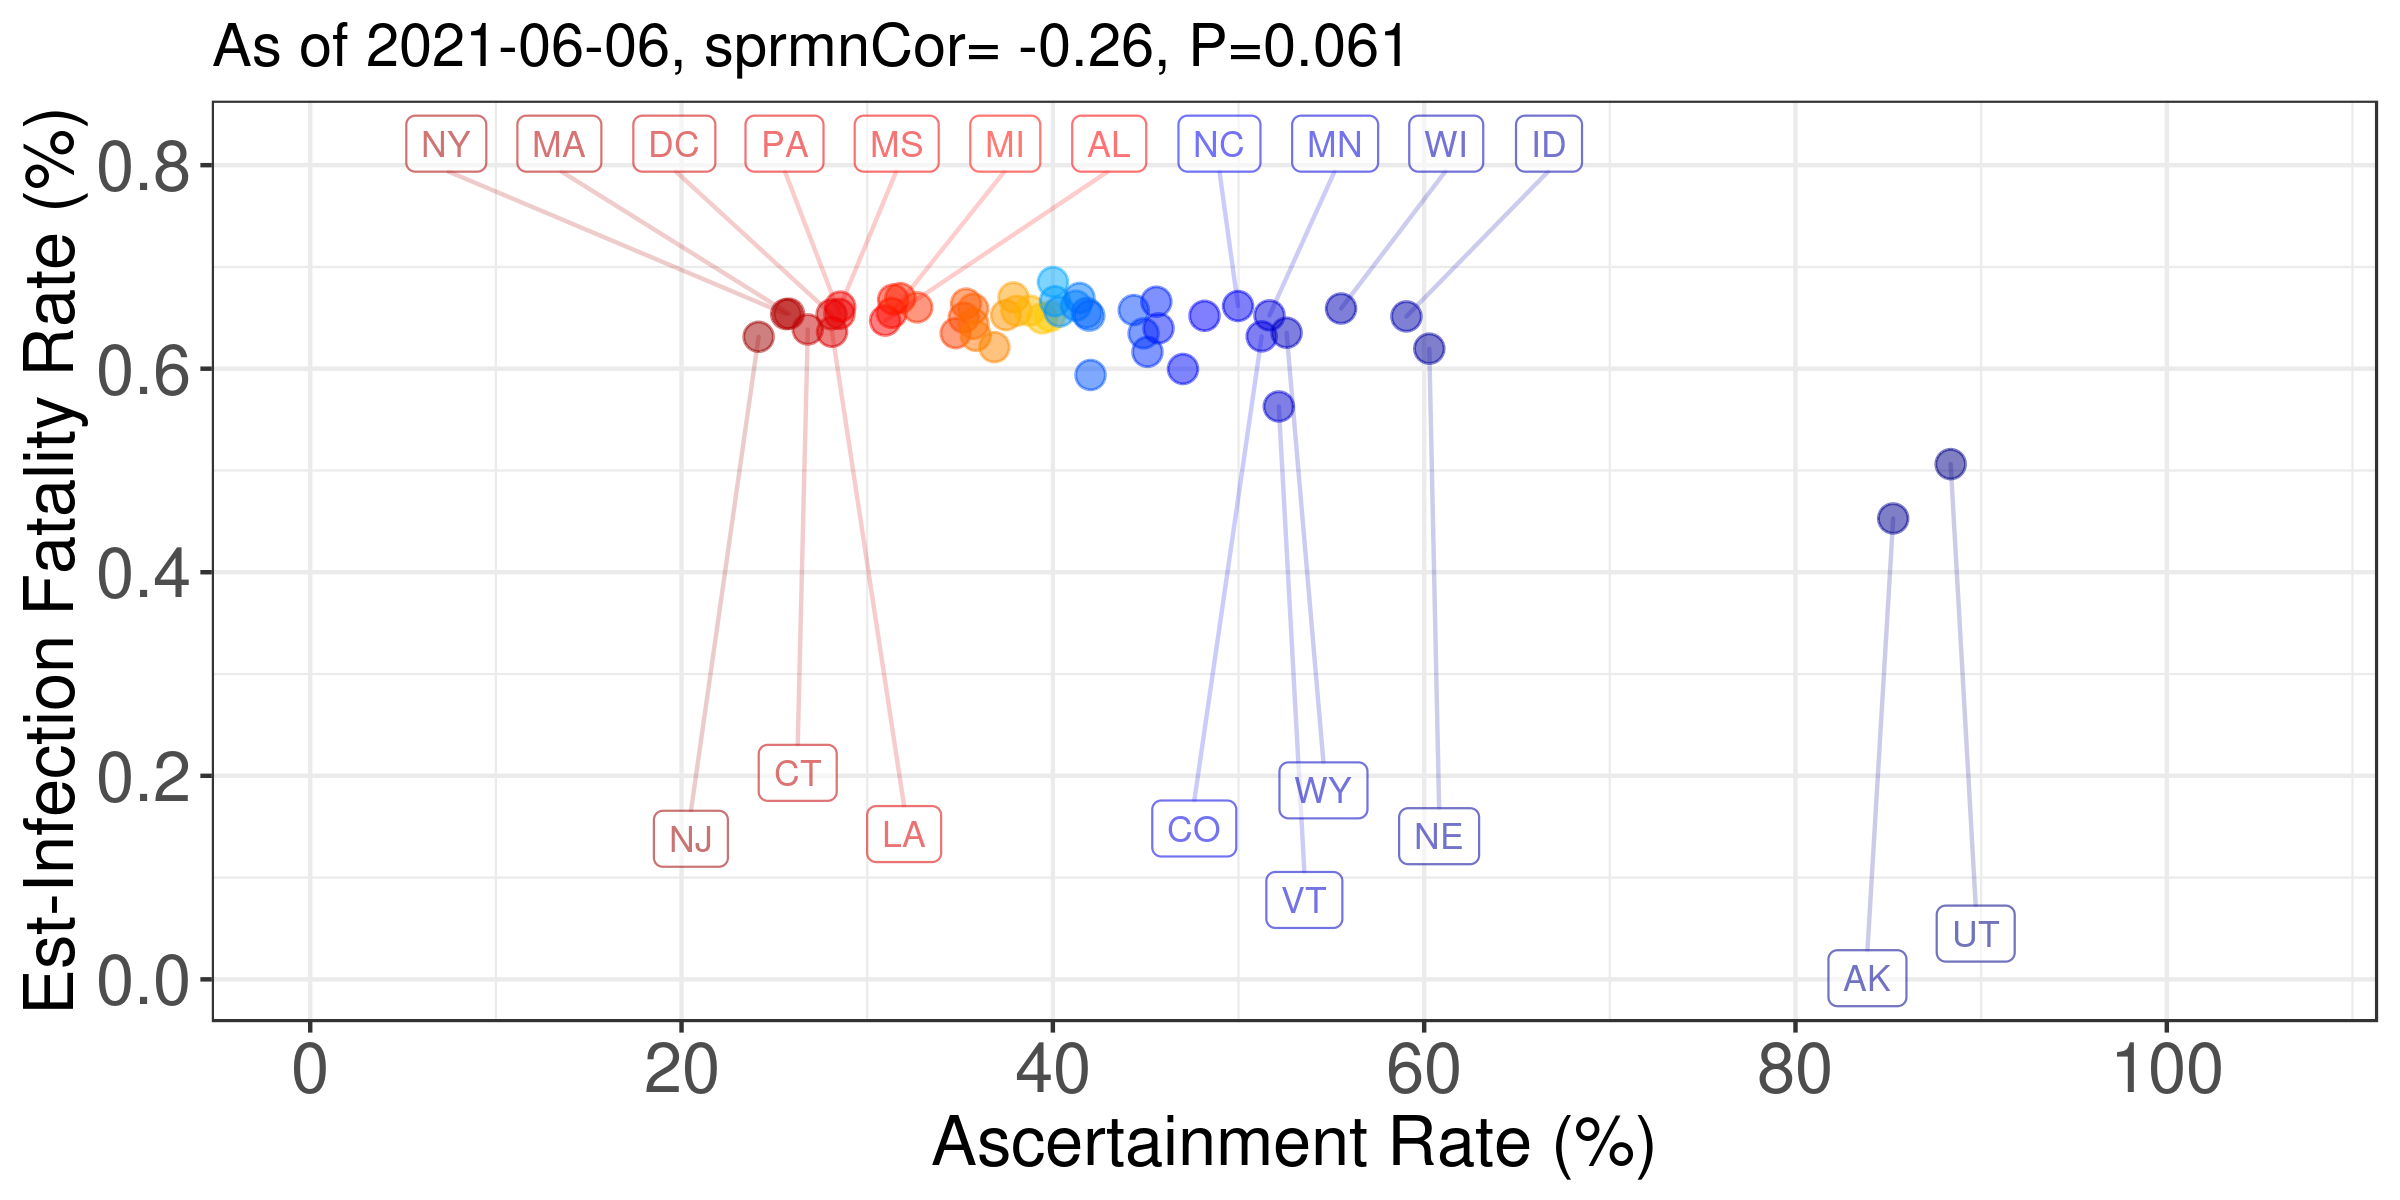 As of 2021-06-06, sprmnCor= -0.26, P=0.061
Est-Infection Fatality Rate (%)
0.8
0.6
0.4
0.2
0.0
NY
MA
DC
PA
MS
MI
AL
NC
MN
WI
ID
CT
NJ
LA
WY
CO
NE
VT
UT
AK
0
20
40
60
80
100
Ascertainment Rate (%)